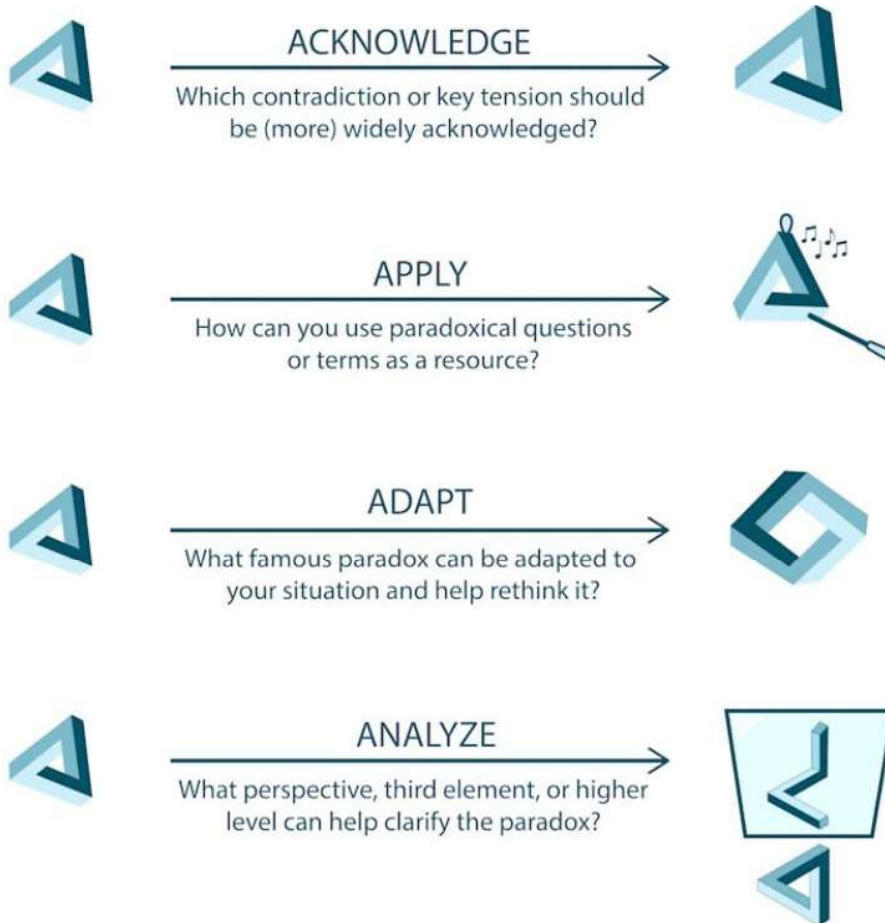 ACKNOWLEDGE
Which contradiction or key tension should
be (more) widely acknowledged?
APPLY
How can you use paradoxical questions
or terms as a resource?
ADAPT
What famous paradox can be adapted to
your situation and help rethink it?
ANALYZE
What perspective, third element, or higher
level can help clarify the paradox?